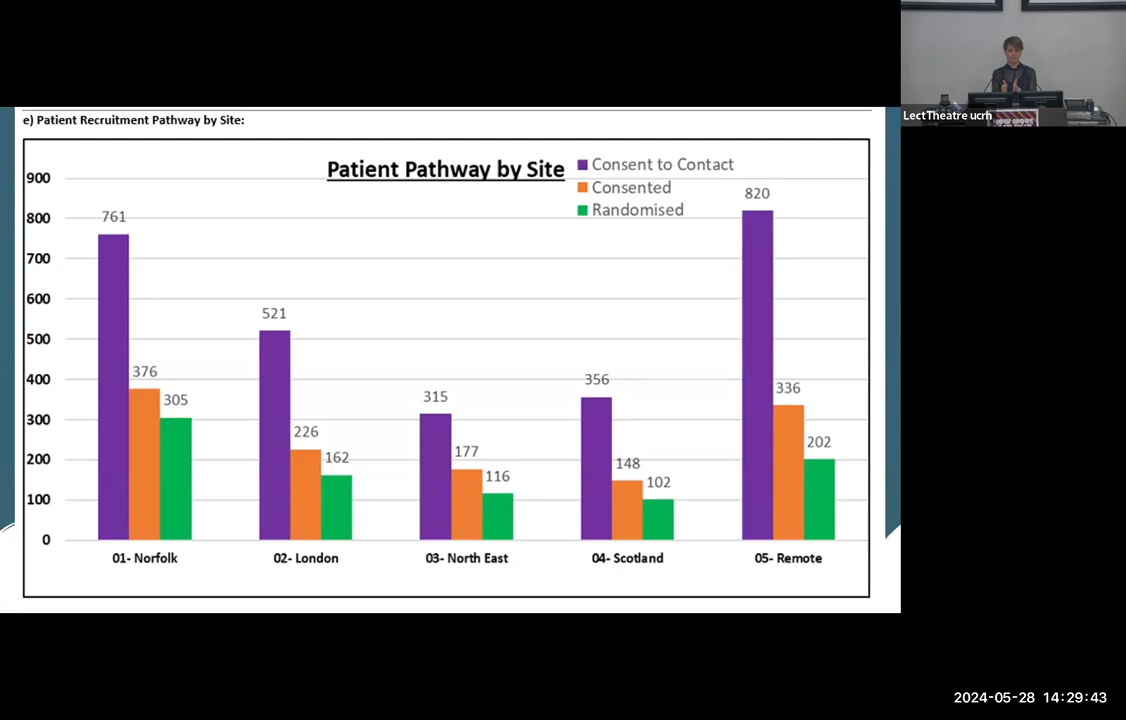 LectTheatre ucrh
e) Patient Recruitment Pathway by Site:
Patient Pathway by Site
Consent to Contact
Consented
Randomised
900
800
700
600
500
400
300
200
100
0
761
376
305
521
226
162
315
177
116
356
148
102
820
336
202
01- Norfolk
02- London
03- North East
04- Scotland
05- Remote
2024-05-28 14:29:43